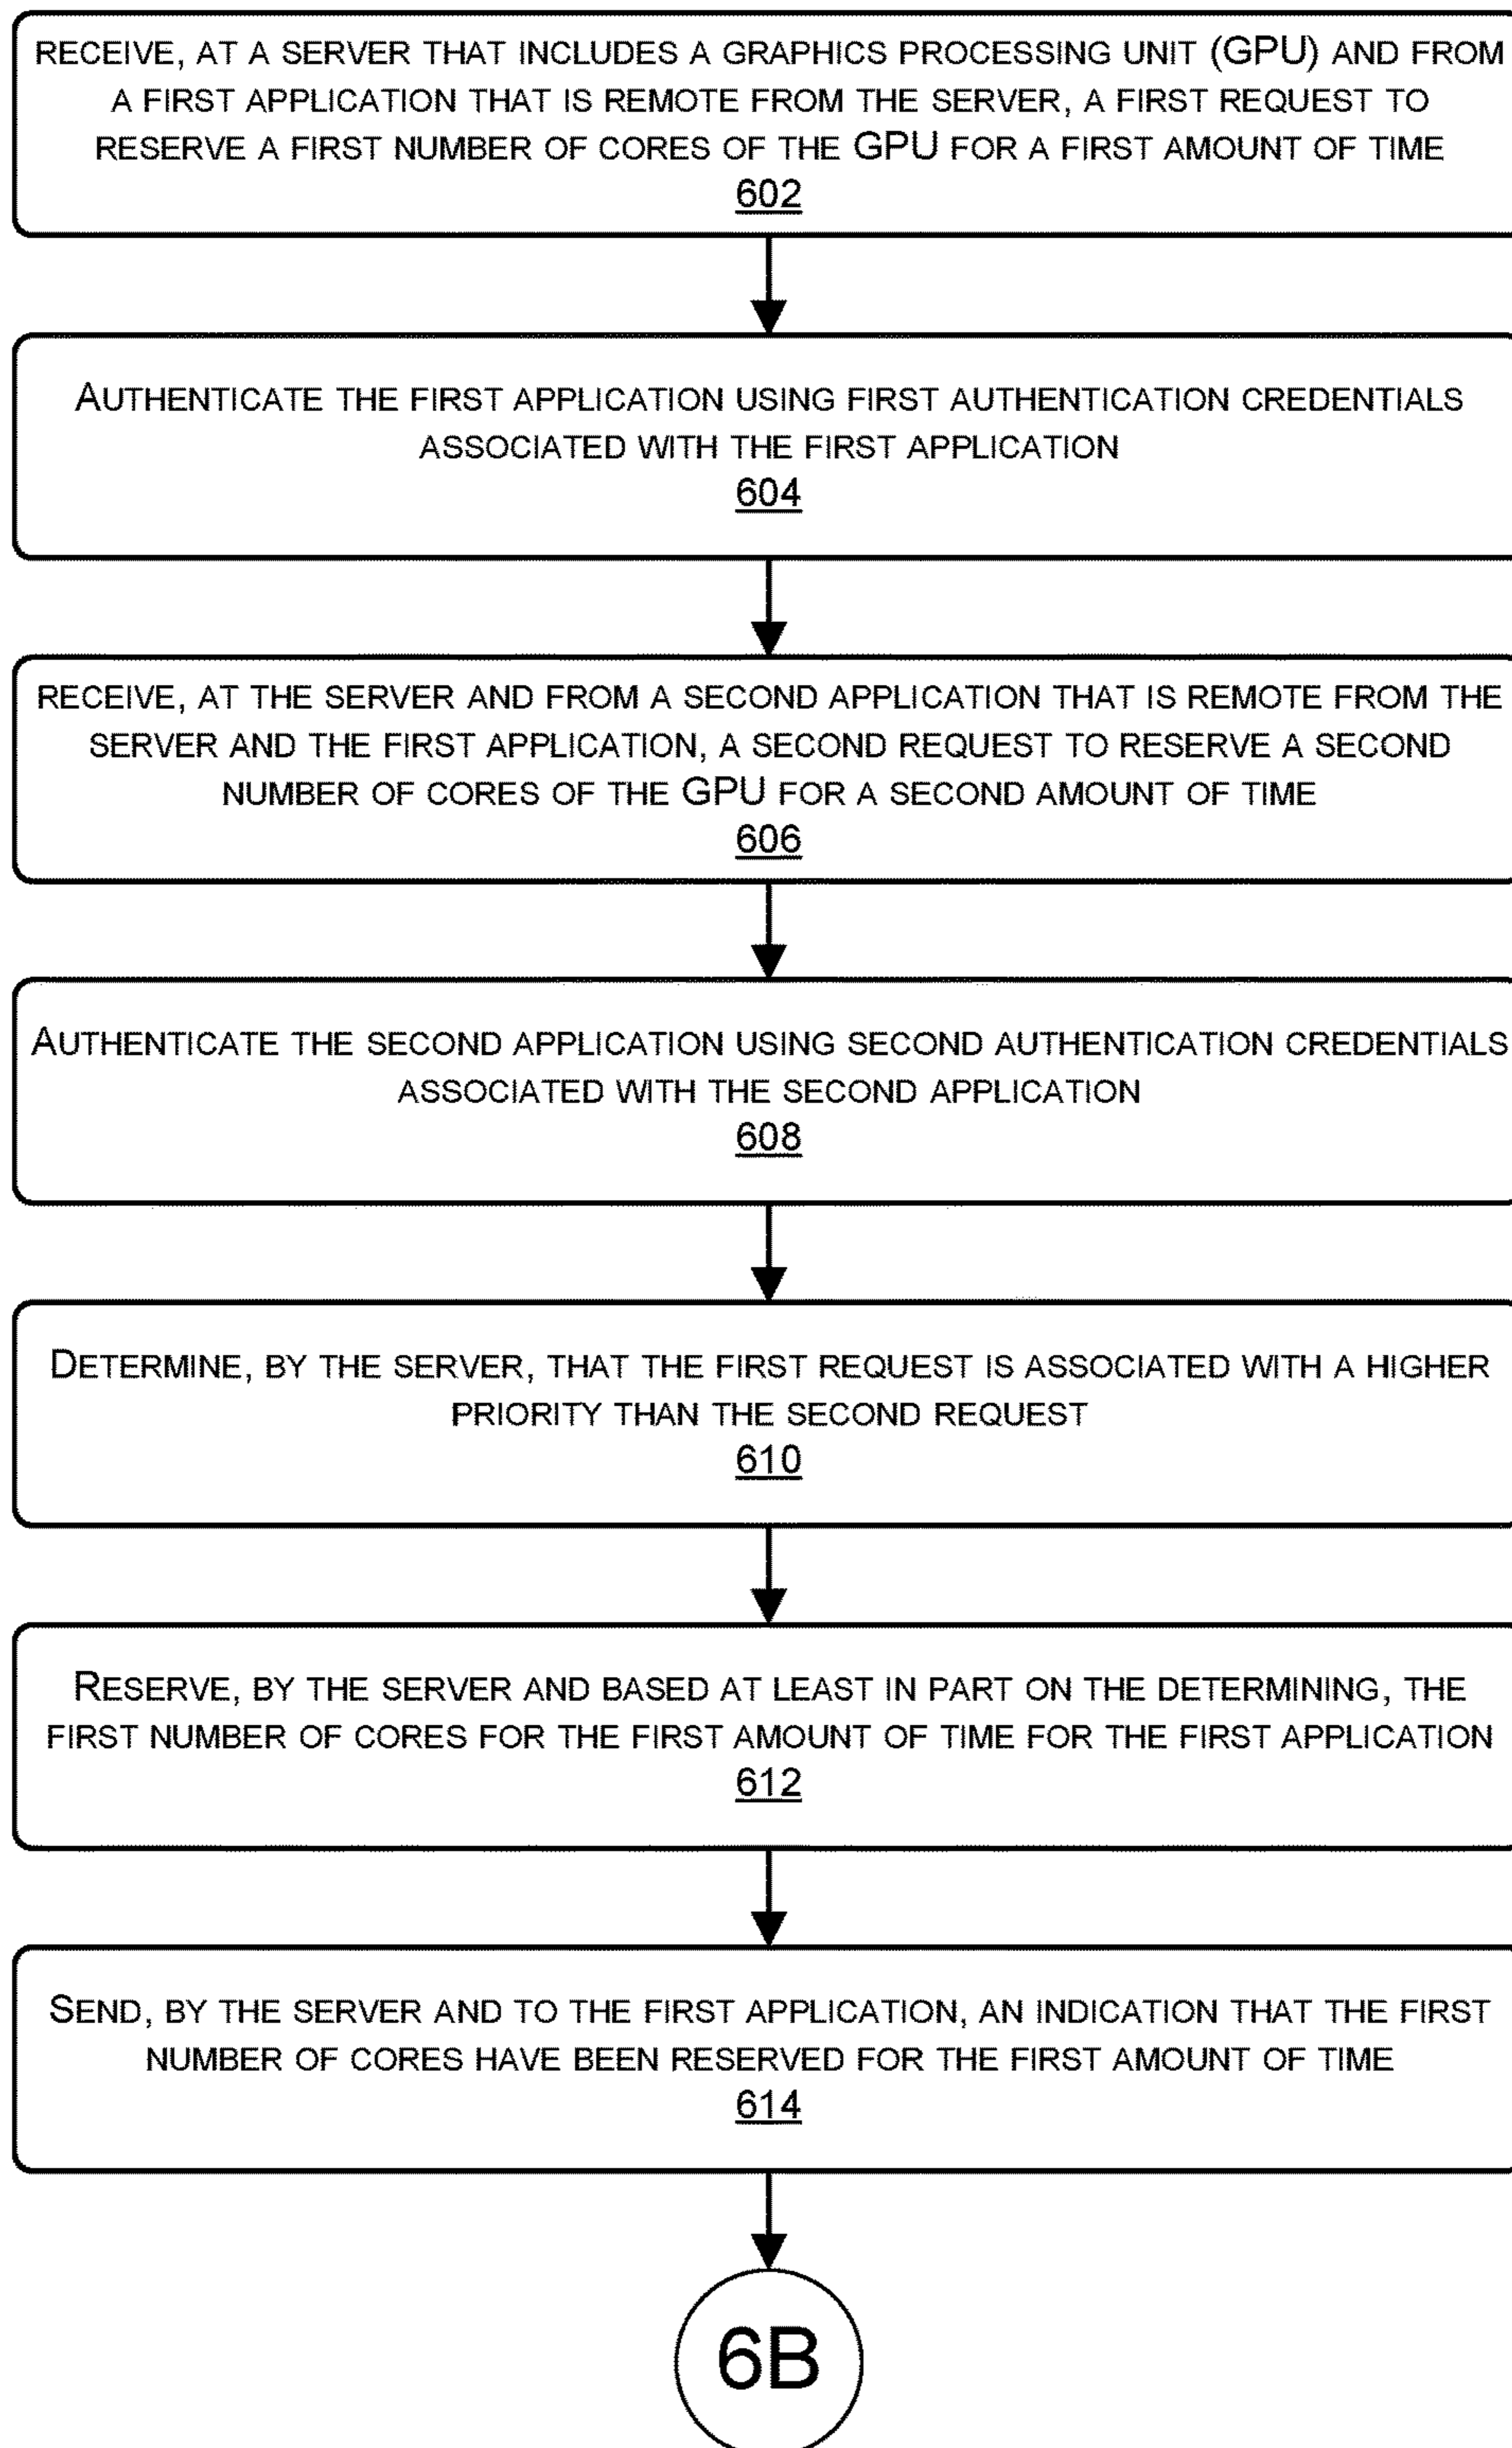 RECEIVE, AT A SERVER THAT INCLUDES A GRAPHICS PROCESSING UNIT (GPU) AND FROM
A FIRST APPLICATION THAT IS REMOTE FROM THE SERVER, A FIRST REQUEST TO
RESERVE A FIRST NUMBER OF CORES OF THE GPU FOR A FIRST AMOUNT OF TIME
602
AUTHENTICATE THE FIRST APPLICATION USING FIRST AUTHENTICATION CREDENTIALS
ASSOCIATED WITH THE FIRST APPLICATION
604
RECEIVE, AT THE SERVER AND FROM A SECOND APPLICATION THAT IS REMOTE FROM THE
SERVER AND THE FIRST APPLICATION, A SECOND REQUEST TO RESERVE A SECOND
NUMBER OF CORES OF THE GPU FOR A SECOND AMOUNT OF TIME
606
AUTHENTICATE THE SECOND APPLICATION USING SECOND AUTHENTICATION CREDENTIALS
ASSOCIATED WITH THE SECOND APPLICATION
608
DETERMINE, BY THE SERVER, THAT THE FIRST REQUEST IS ASSOCIATED WITH A HIGHER
PRIORITY THAN THE SECOND REQUEST
610
RESERVE, BY THE SERVER AND BASED AT LEAST IN PART ON THE DETERMINING, THE
FIRST NUMBER OF CORES FOR THE FIRST AMOUNT OF TIME FOR THE FIRST APPLICATION
612
SEND, BY THE SERVER AND TO THE FIRST APPLICATION, AN INDICATION THAT THE FIRST
NUMBER OF CORES HAVE BEEN RESERVED FOR THE FIRST AMOUNT OF TIME
614
6B